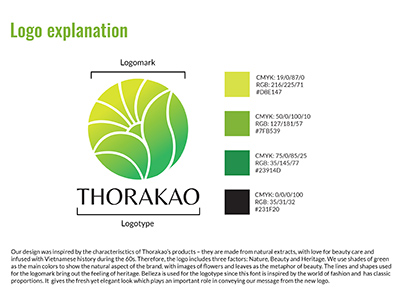 Logo explanation
Logomark
THORAKAO
Logotype
CMYK: 19/0/87/0
RGB: 216/225/71
#D8E147
CMYK: 50/0/100/10
RGB: 127/181/57
#7FB539
CMYK: 75/0/85/25
RGB: 35/145/77
#23914D
CMYK: 0/0/0/100
RGB: 35/31/32
#231F20
Our design was inspired by the characterisctics of Thorakao's products – they are made from natural extracts, with love for beauty care and
infused with Vietnamese history during the 60s. Therefore, the logo includes three factors: Nature, Beauty and Heritage. We use shades of green
as the main colors to show the natural aspect of the brand, with images of flowers and leaves as the metaphor of beauty. The lines and shapes used
for the logomark bring out the feeling of heritage. Belleza is used for the logotype since this font is inspired by the world of fashion and has classic
proportions. It gives the fresh yet elegant look which plays an important role in conveying our message from the new logo.